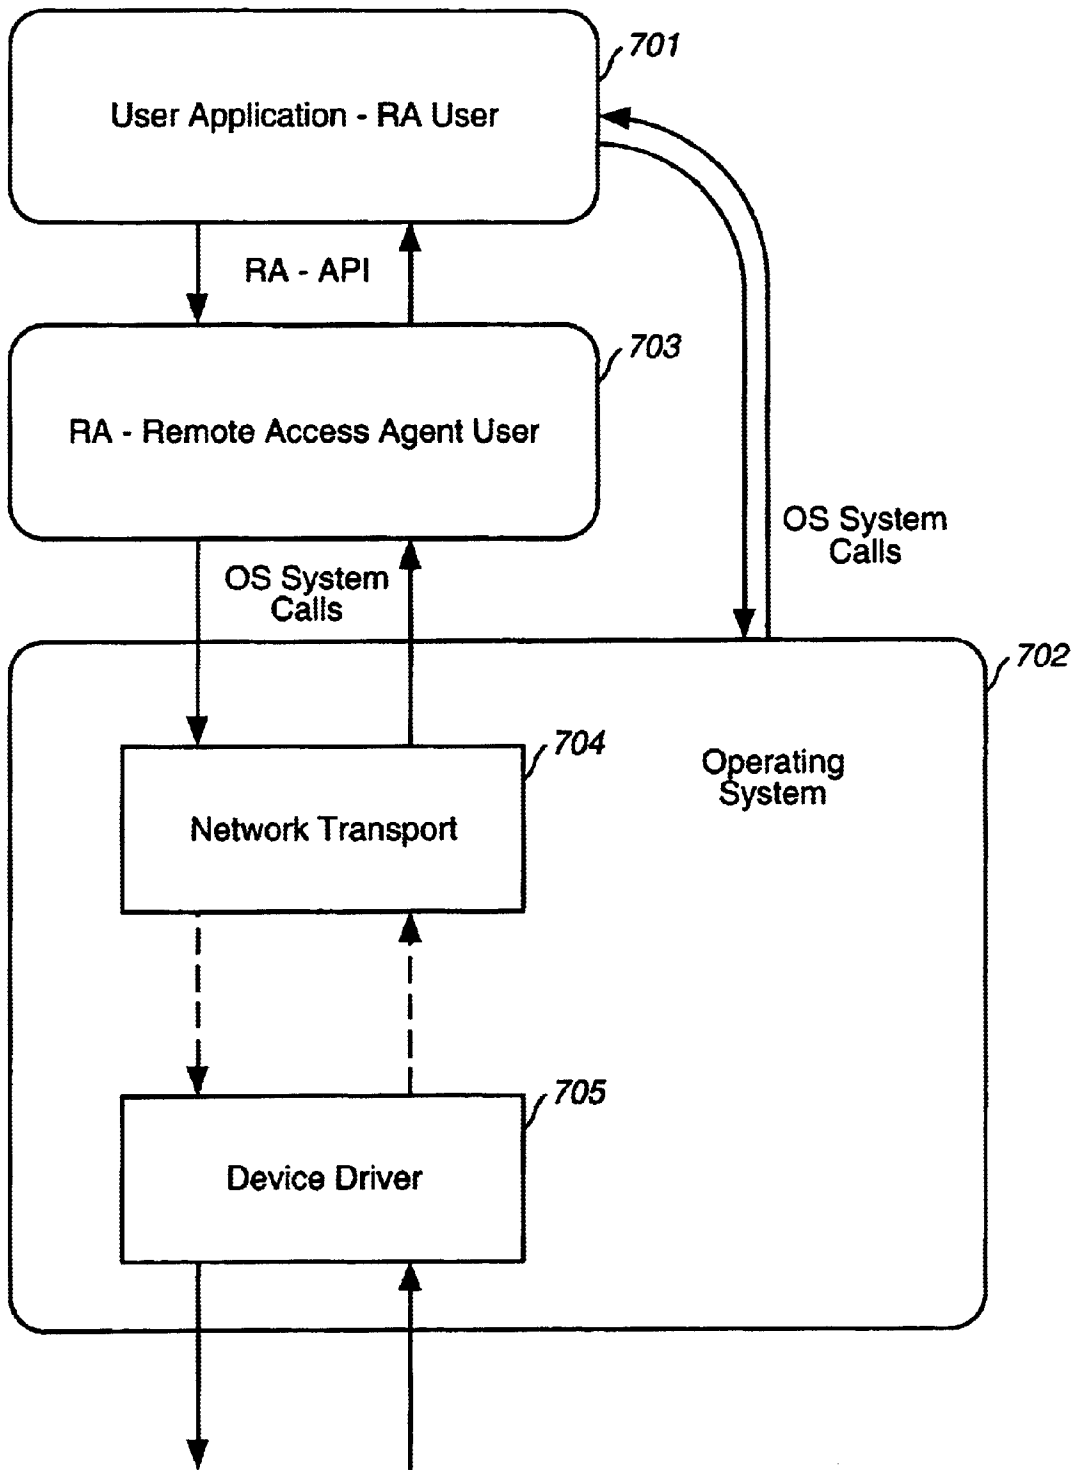 701
User Application - RA User
RA - API
703
RA - Remote Access Agent User
OS System
Calls
OS System
Calls
702
704
Operating
System
Network Transport
705
Device Driver